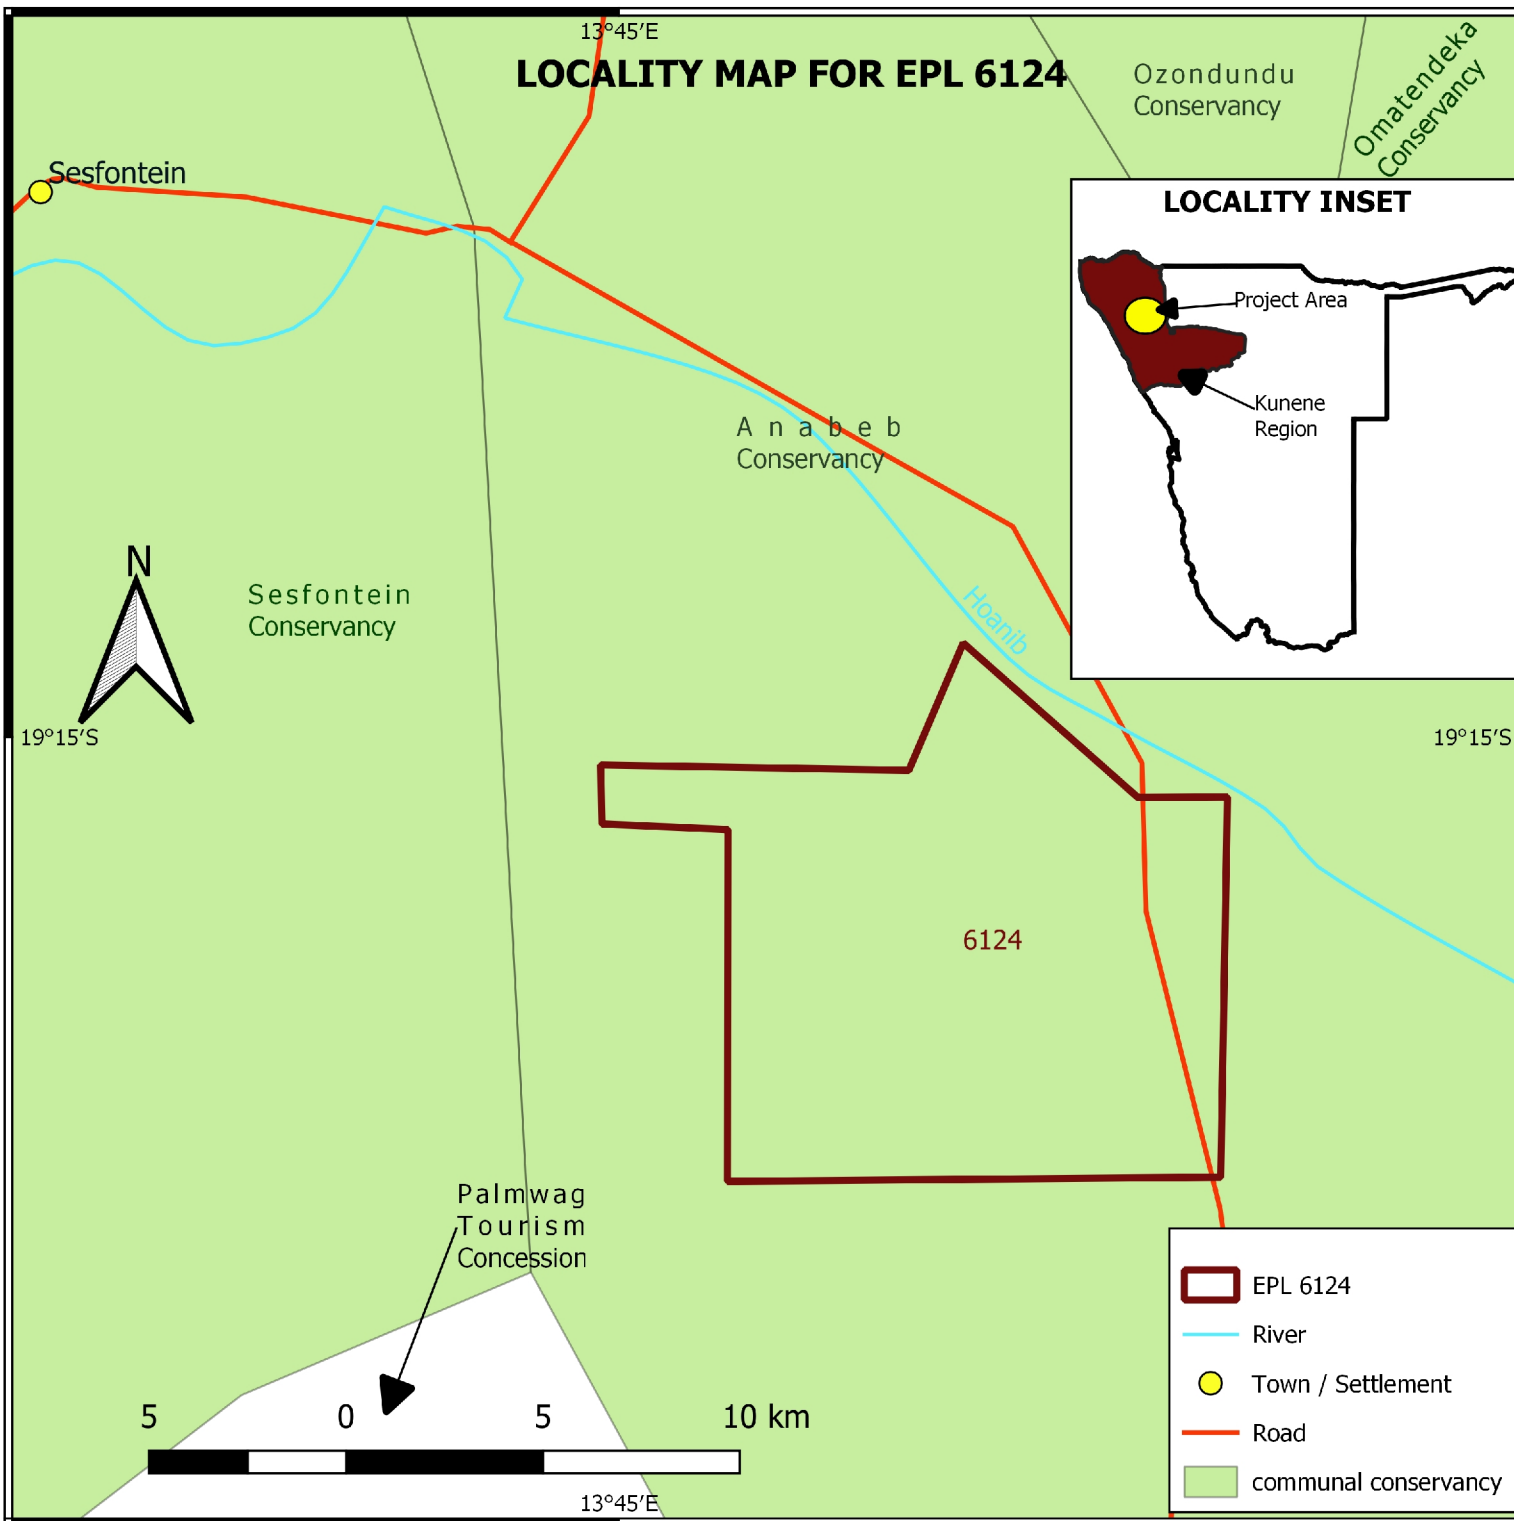 13°45'E
LOCALITY MAP FOR EPL 6124
Ozondundu
Conservancy
Omatendeka
Conservancy
Sesfontein
LOCALITY INSET
Project Area
Kunene
Region
Anabeb
Conservancy
N
Sesfontein
Conservancy
Hoanib
19°15'S
19°15'S
6124
Palmwag
Tourism
Concession
EPL 6124
River
Town / Settlement
Road
communal conservancy
5 0 5 10 km
13°45'E